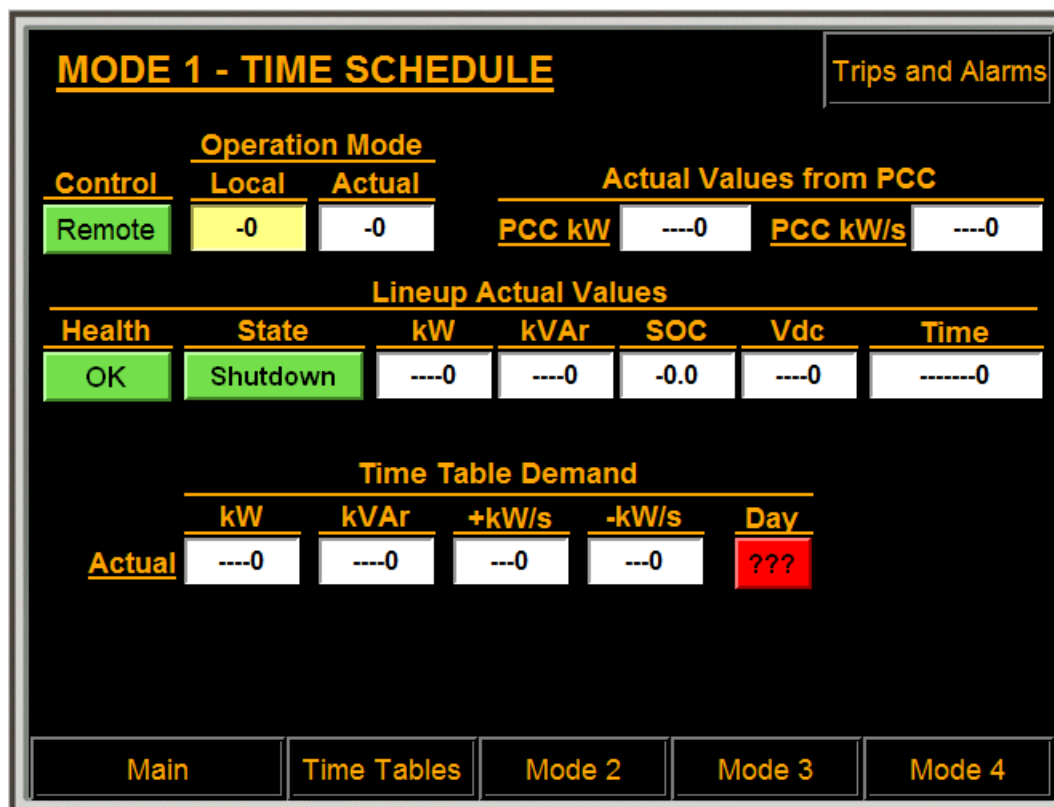 MODE 1 - TIME SCHEDULE
Trips and Alarms
Operation Mode
Control Local Actual
Actual Values from PCC
Remote -0 -0 PCC kW ----0 PCC kW/s ----0
Lineup Actual Values
Health State kW kVAr SOC Vdc Time
OK Shutdown ----0 ----0 -0.0 ----0 -------0
Time Table Demand
kW kVAr +kW/s -kW/s Day
Actual ----0 ----0 ---0 ---0 ???
Main Time Tables Mode 2 Mode 3 Mode 4